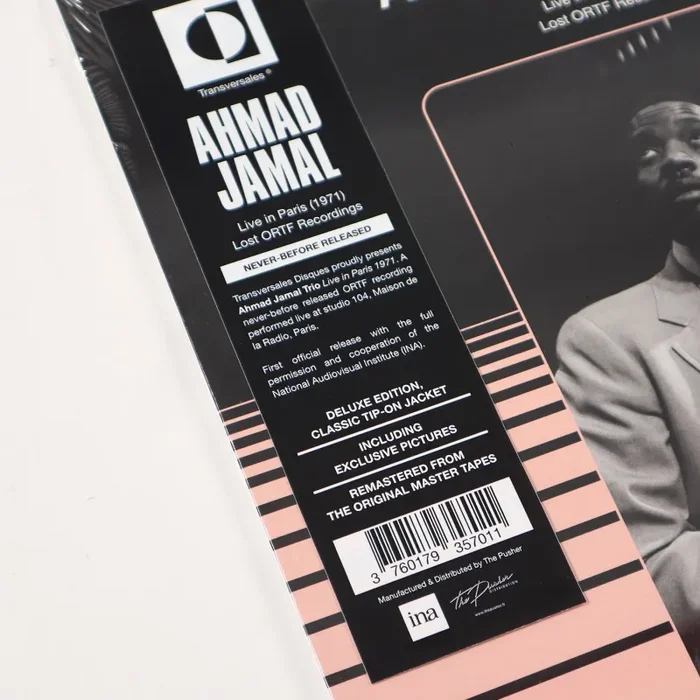 Transversales®
AHMAD
JAMAL
Live in Paris (1971)
Lost ORTF Recordings
NEVER-BEFORE RELEASED
Transversales Disques proudly presents
Ahmad Jamal Trio Live in Paris 1971. A
never-before released ORTF recording
performed live at studio 104, Maison de
la Radio, Paris.
First official release with the full
permission and cooperation of the
National Audiovisual Institute (INA).
DELUXE EDITION,
CLASSIC TIP-ON JACKET
INCLUDING
EXCLUSIVE PICTURES
REMASTERED FROM
THE ORIGINAL MASTER TAPES
3 760179 357011
Manufactured & Distributed by The Pusher
ina
The Pusher
DISTRIBUTION
Live
Lost ORTF